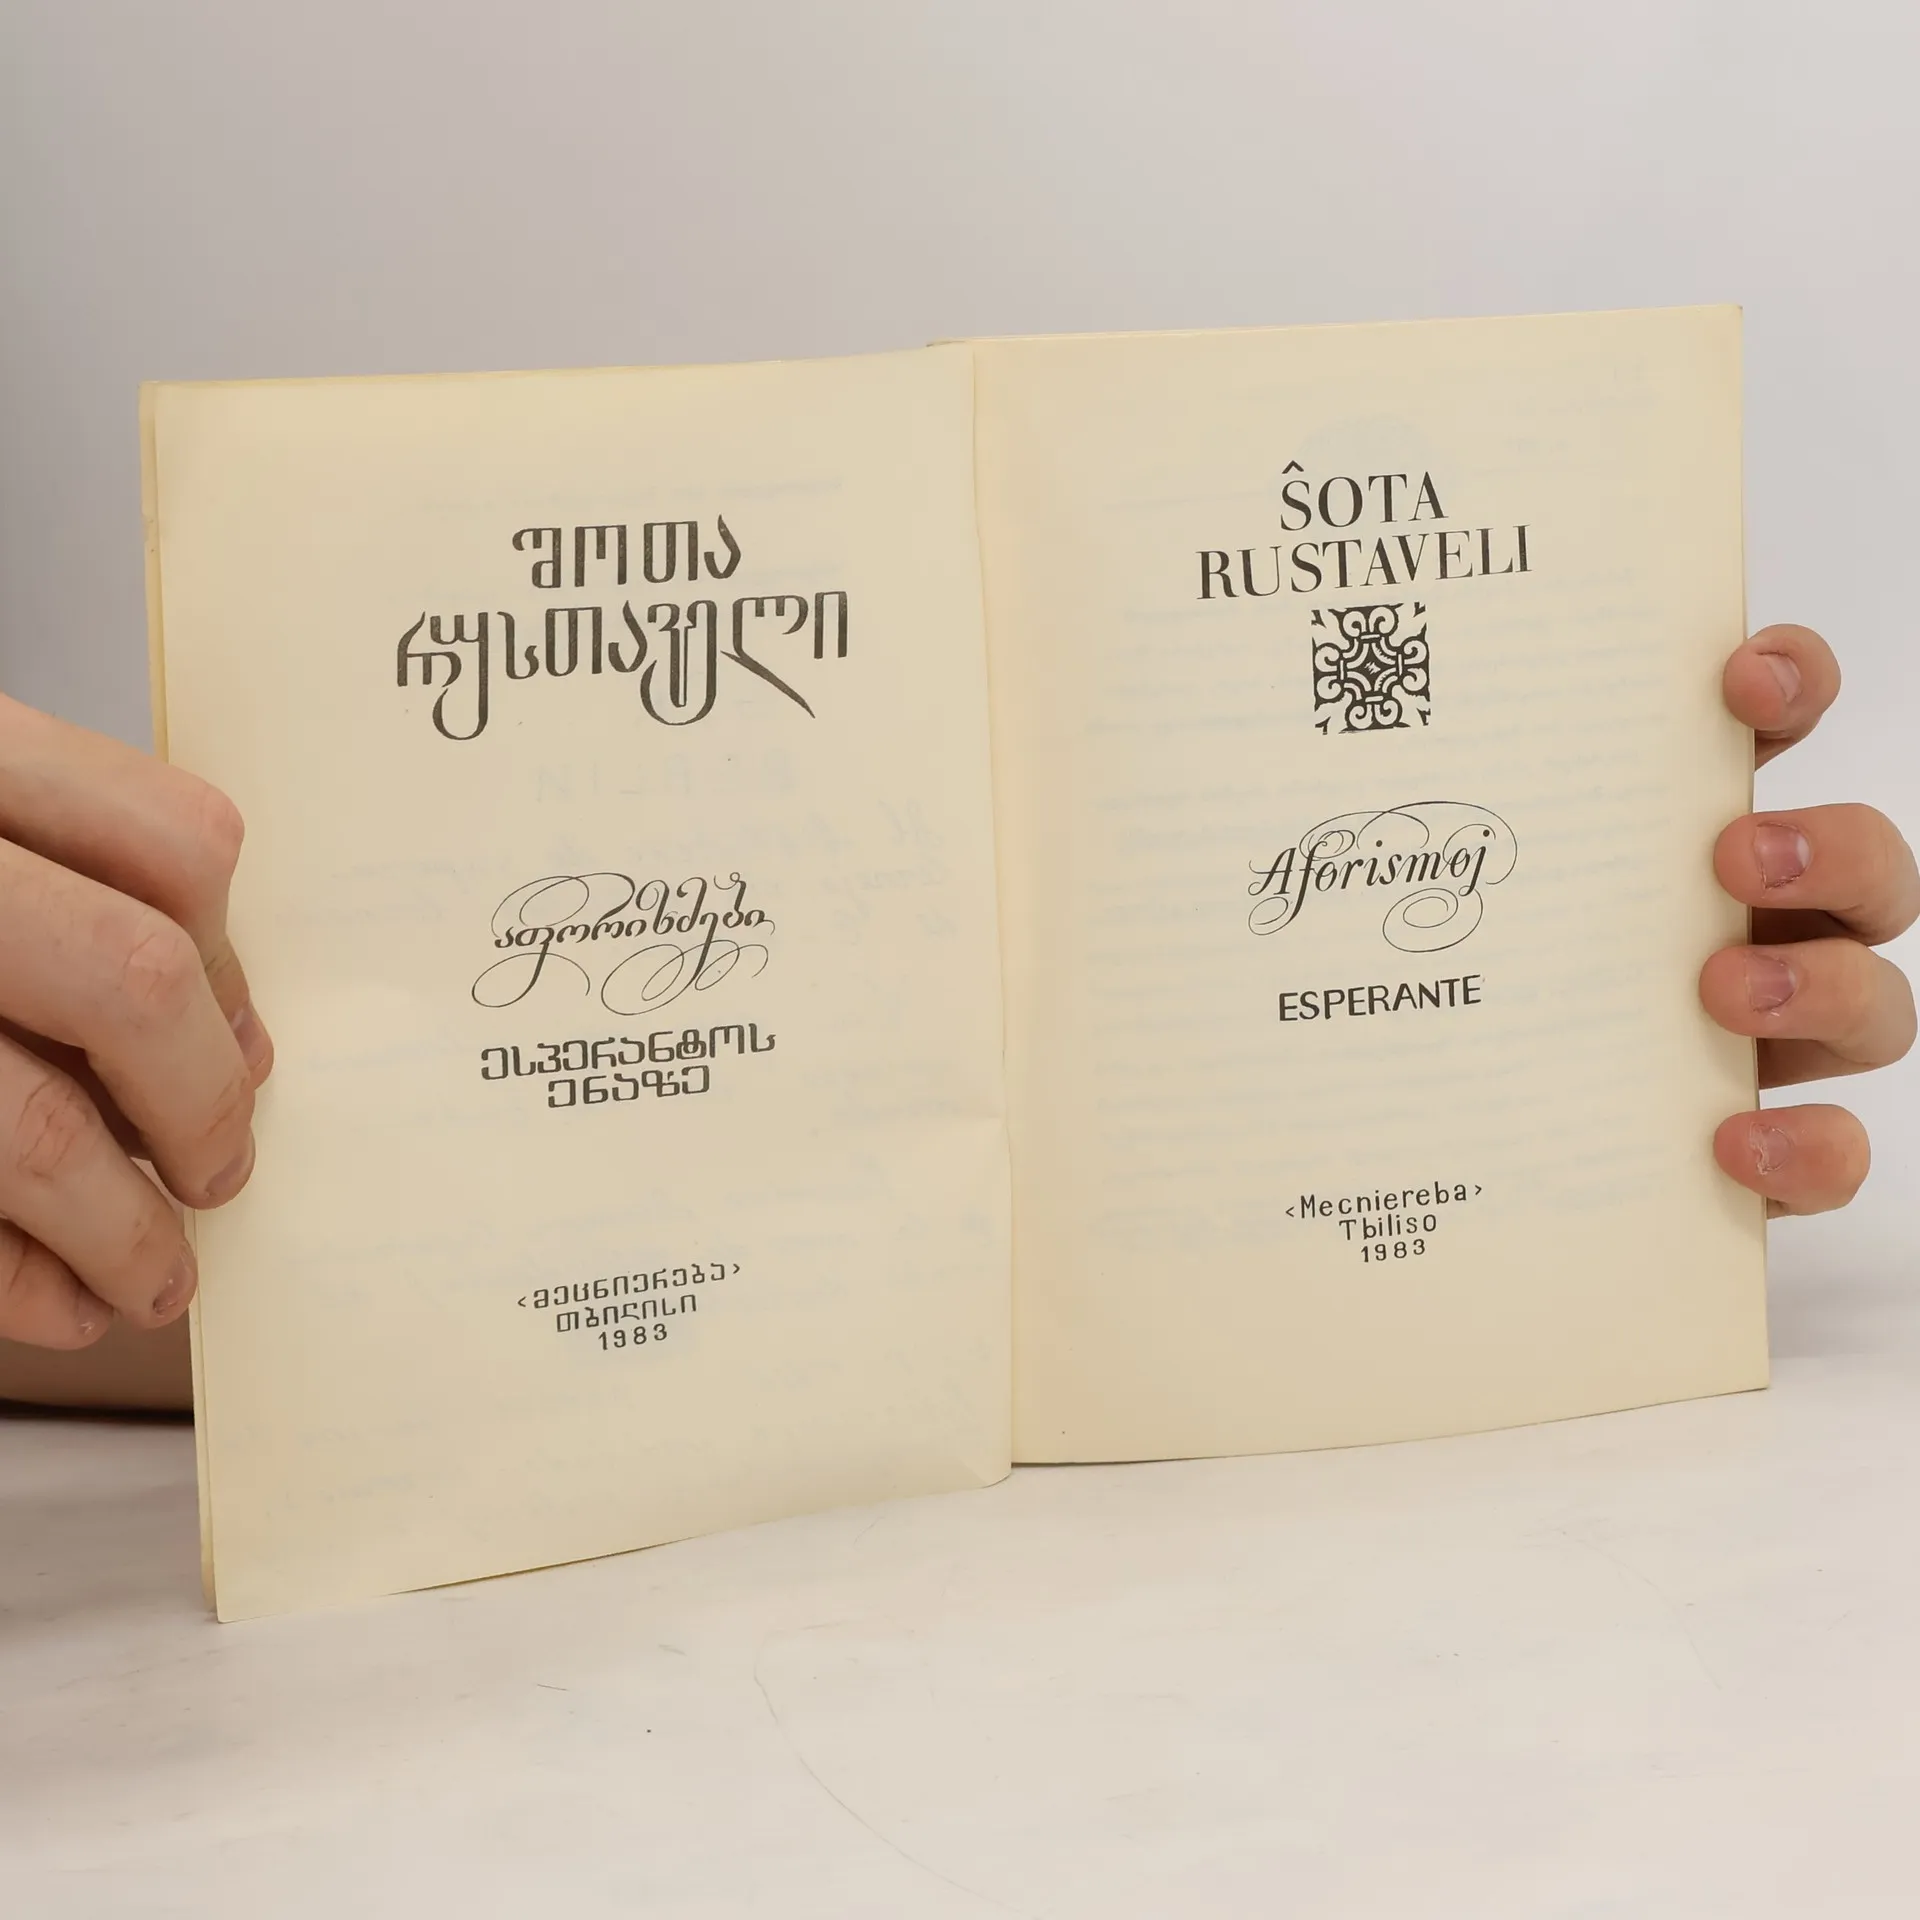 შოთა
რუსთაველი
აფორიზმები
ესპერანტოს
ენაზე
‹მეცნიერება›
თბილისი
1983
ŜOTA
RUSTAVELI
Aforismoj
ESPERANTE
‹Mecniereba›
Tbiliso
1983